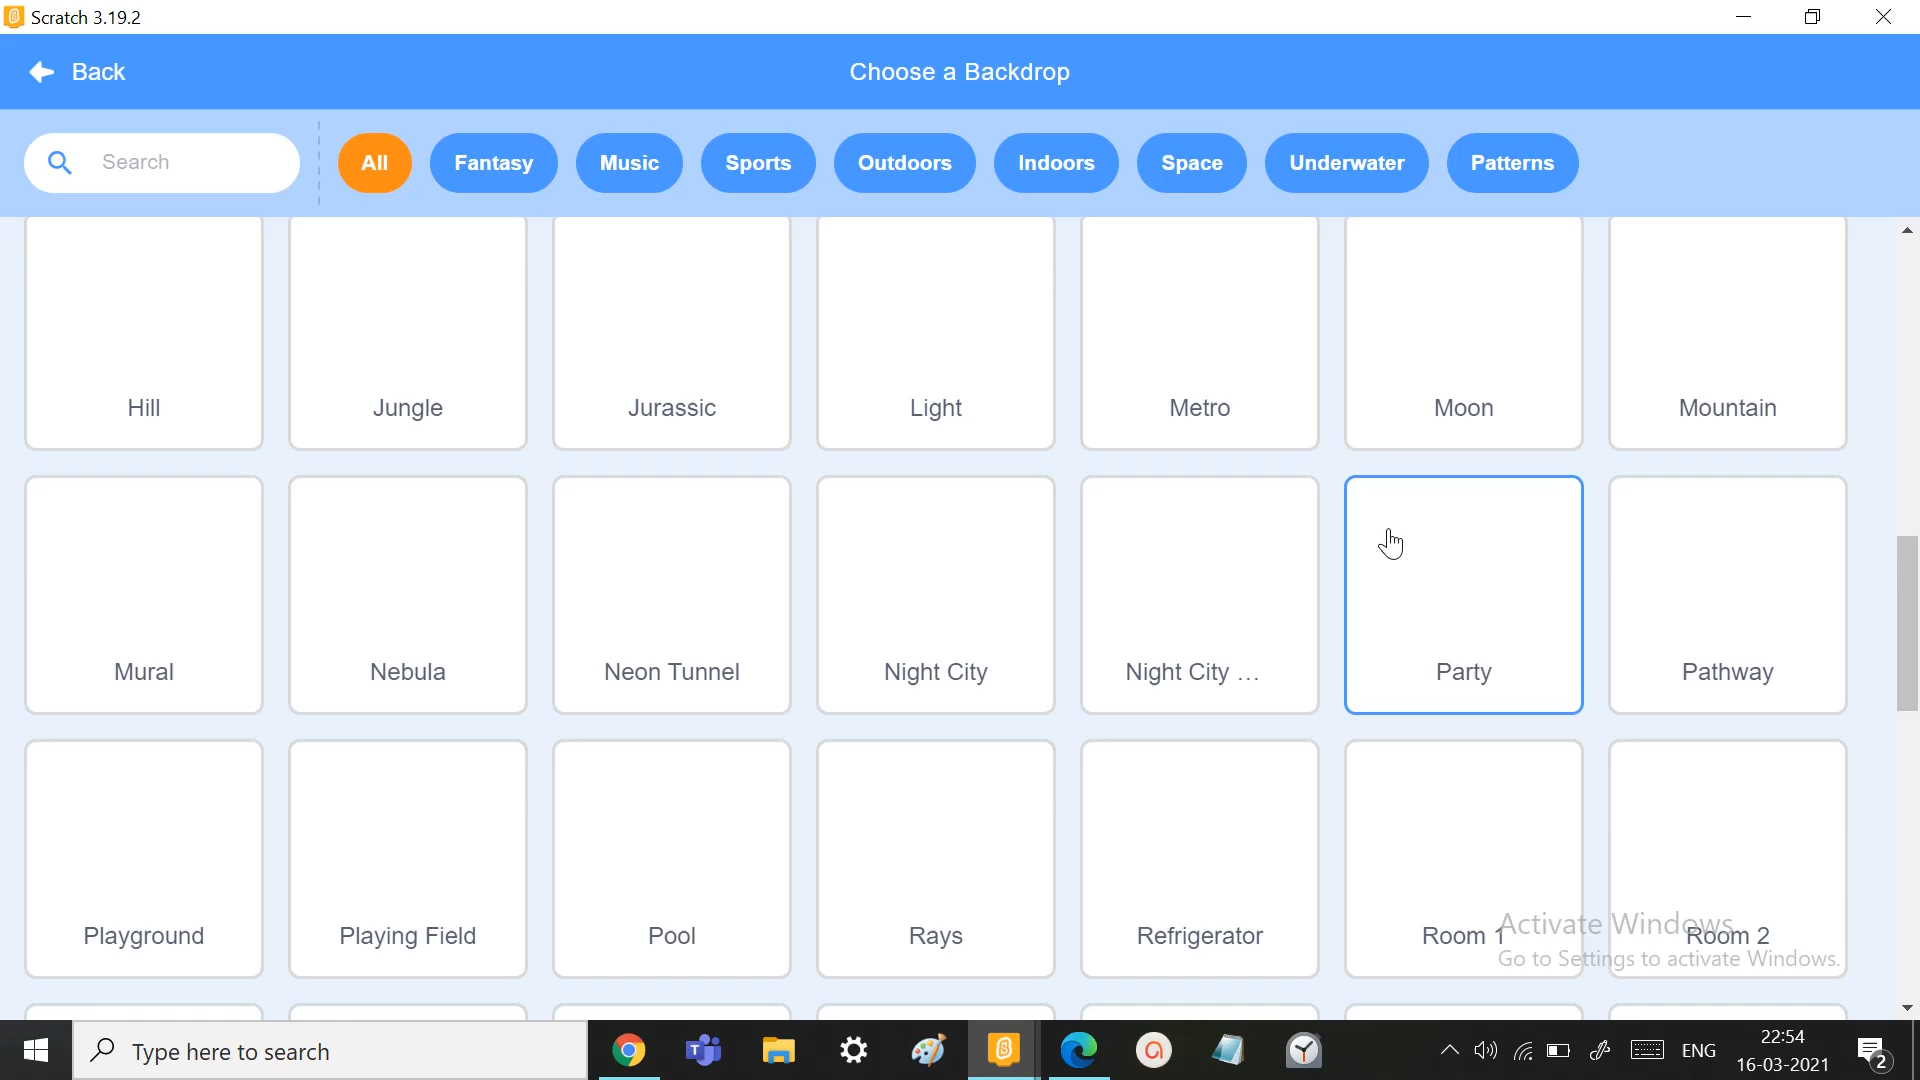 Scratch 3.19.2
Back
Choose a Backdrop
Search
All
Fantasy
Music
Sports
Outdoors
Indoors
Space
Underwater
Patterns
Hill
Jungle
Jurassic
Light
Metro
Moon
Mountain
Mural
Nebula
Neon Tunnel
Night City
Night City ...
Party
Pathway
Playground
Playing Field
Pool
Rays
Refrigerator
Room 1
Room 2
Activate Windows
Go to Settings to activate Windows.
Type here to search
ENG
22:54
16-03-2021
2